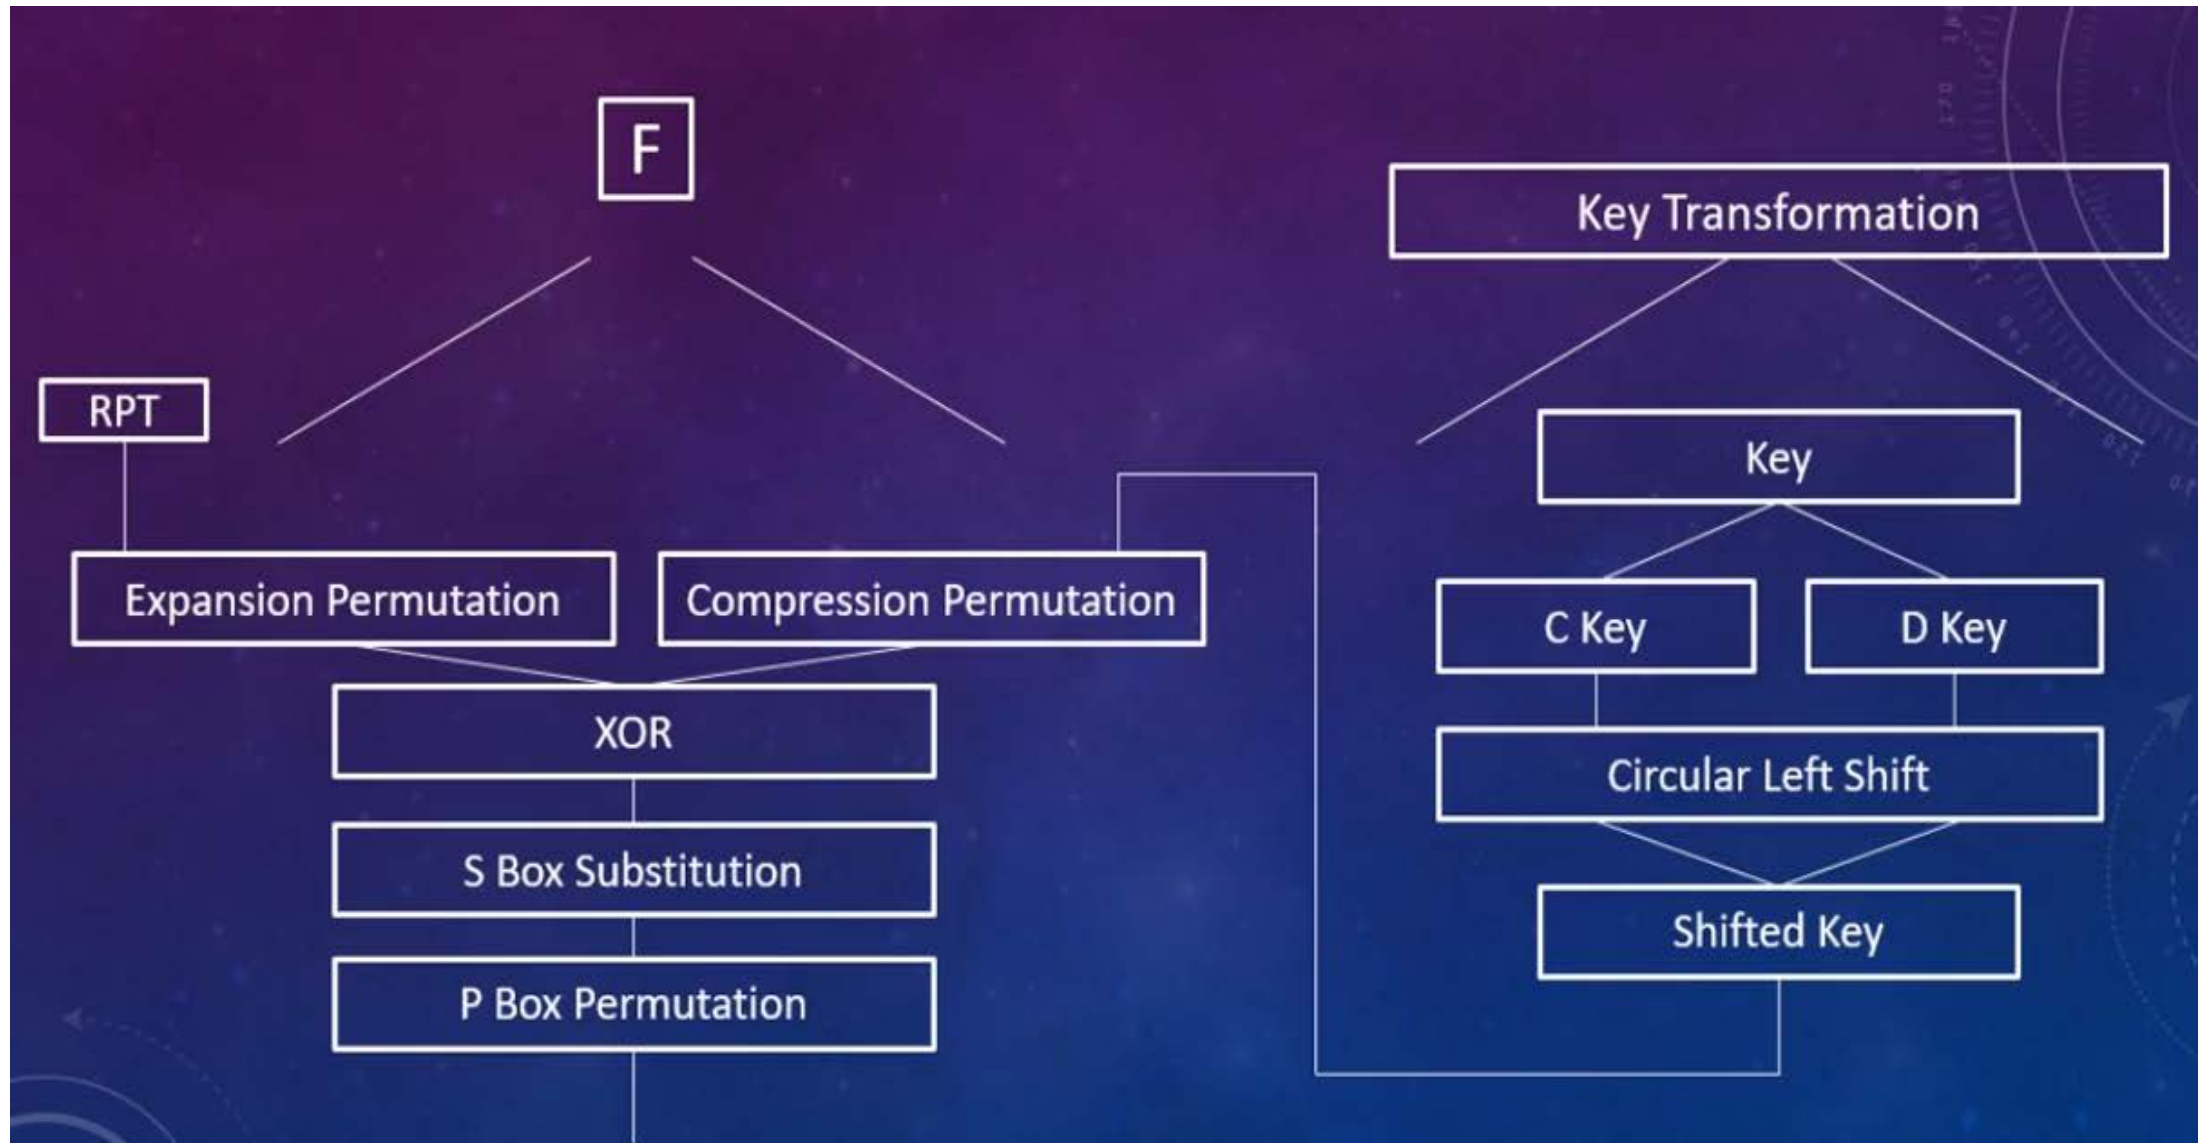 F
Key Transformation
RPT
Key
Expansion Permutation
Compression Permutation
C Key
D Key
XOR
Circular Left Shift
S Box Substitution
Shifted Key
P Box Permutation